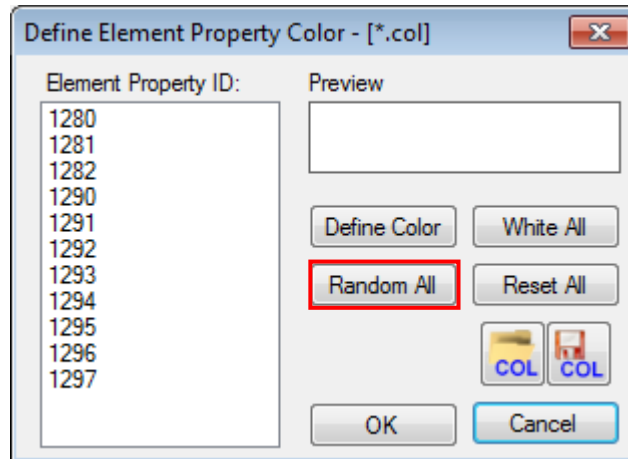 Define Element Property Color - [*.col]
Element Property ID:
1280
1281
1282
1290
1291
1292
1293
1294
1295
1296
1297
Preview
Define Color
White All
Random All
Reset All
COL
COL
OK
Cancel